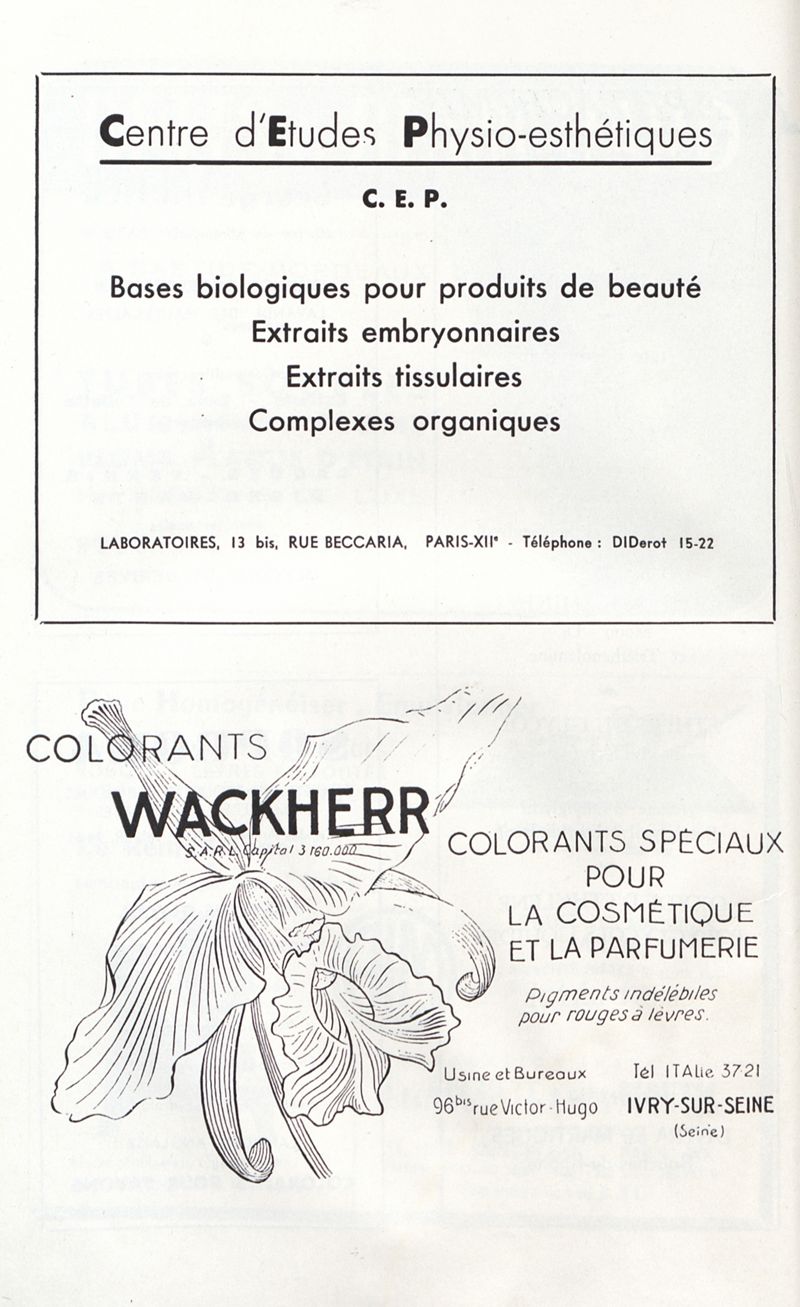 Centre d'Etudes Physio-esthétiques
C. E. P.
Bases biologiques pour produits de beauté
Extraits embryonnaires
Extraits tissulaires
Complexes organiques
LABORATOIRES, 13 bis, RUE BECCARIA, PARIS-XIIe - Téléphone : DIDerot 15-22
COLORANTS
WACKHERR
S.A.R.L. Capital 3 160.000
COLORANTS SPÉCIAUX
POUR
LA COSMÉTIQUE
ET LA PARFUMERIE
Pigments indélébiles
pour rouges à lèvres.
Usine et Bureaux
96bis rue Victor-Hugo
Tél ITAlie 37 21
IVRY-SUR-SEINE
(Seine)